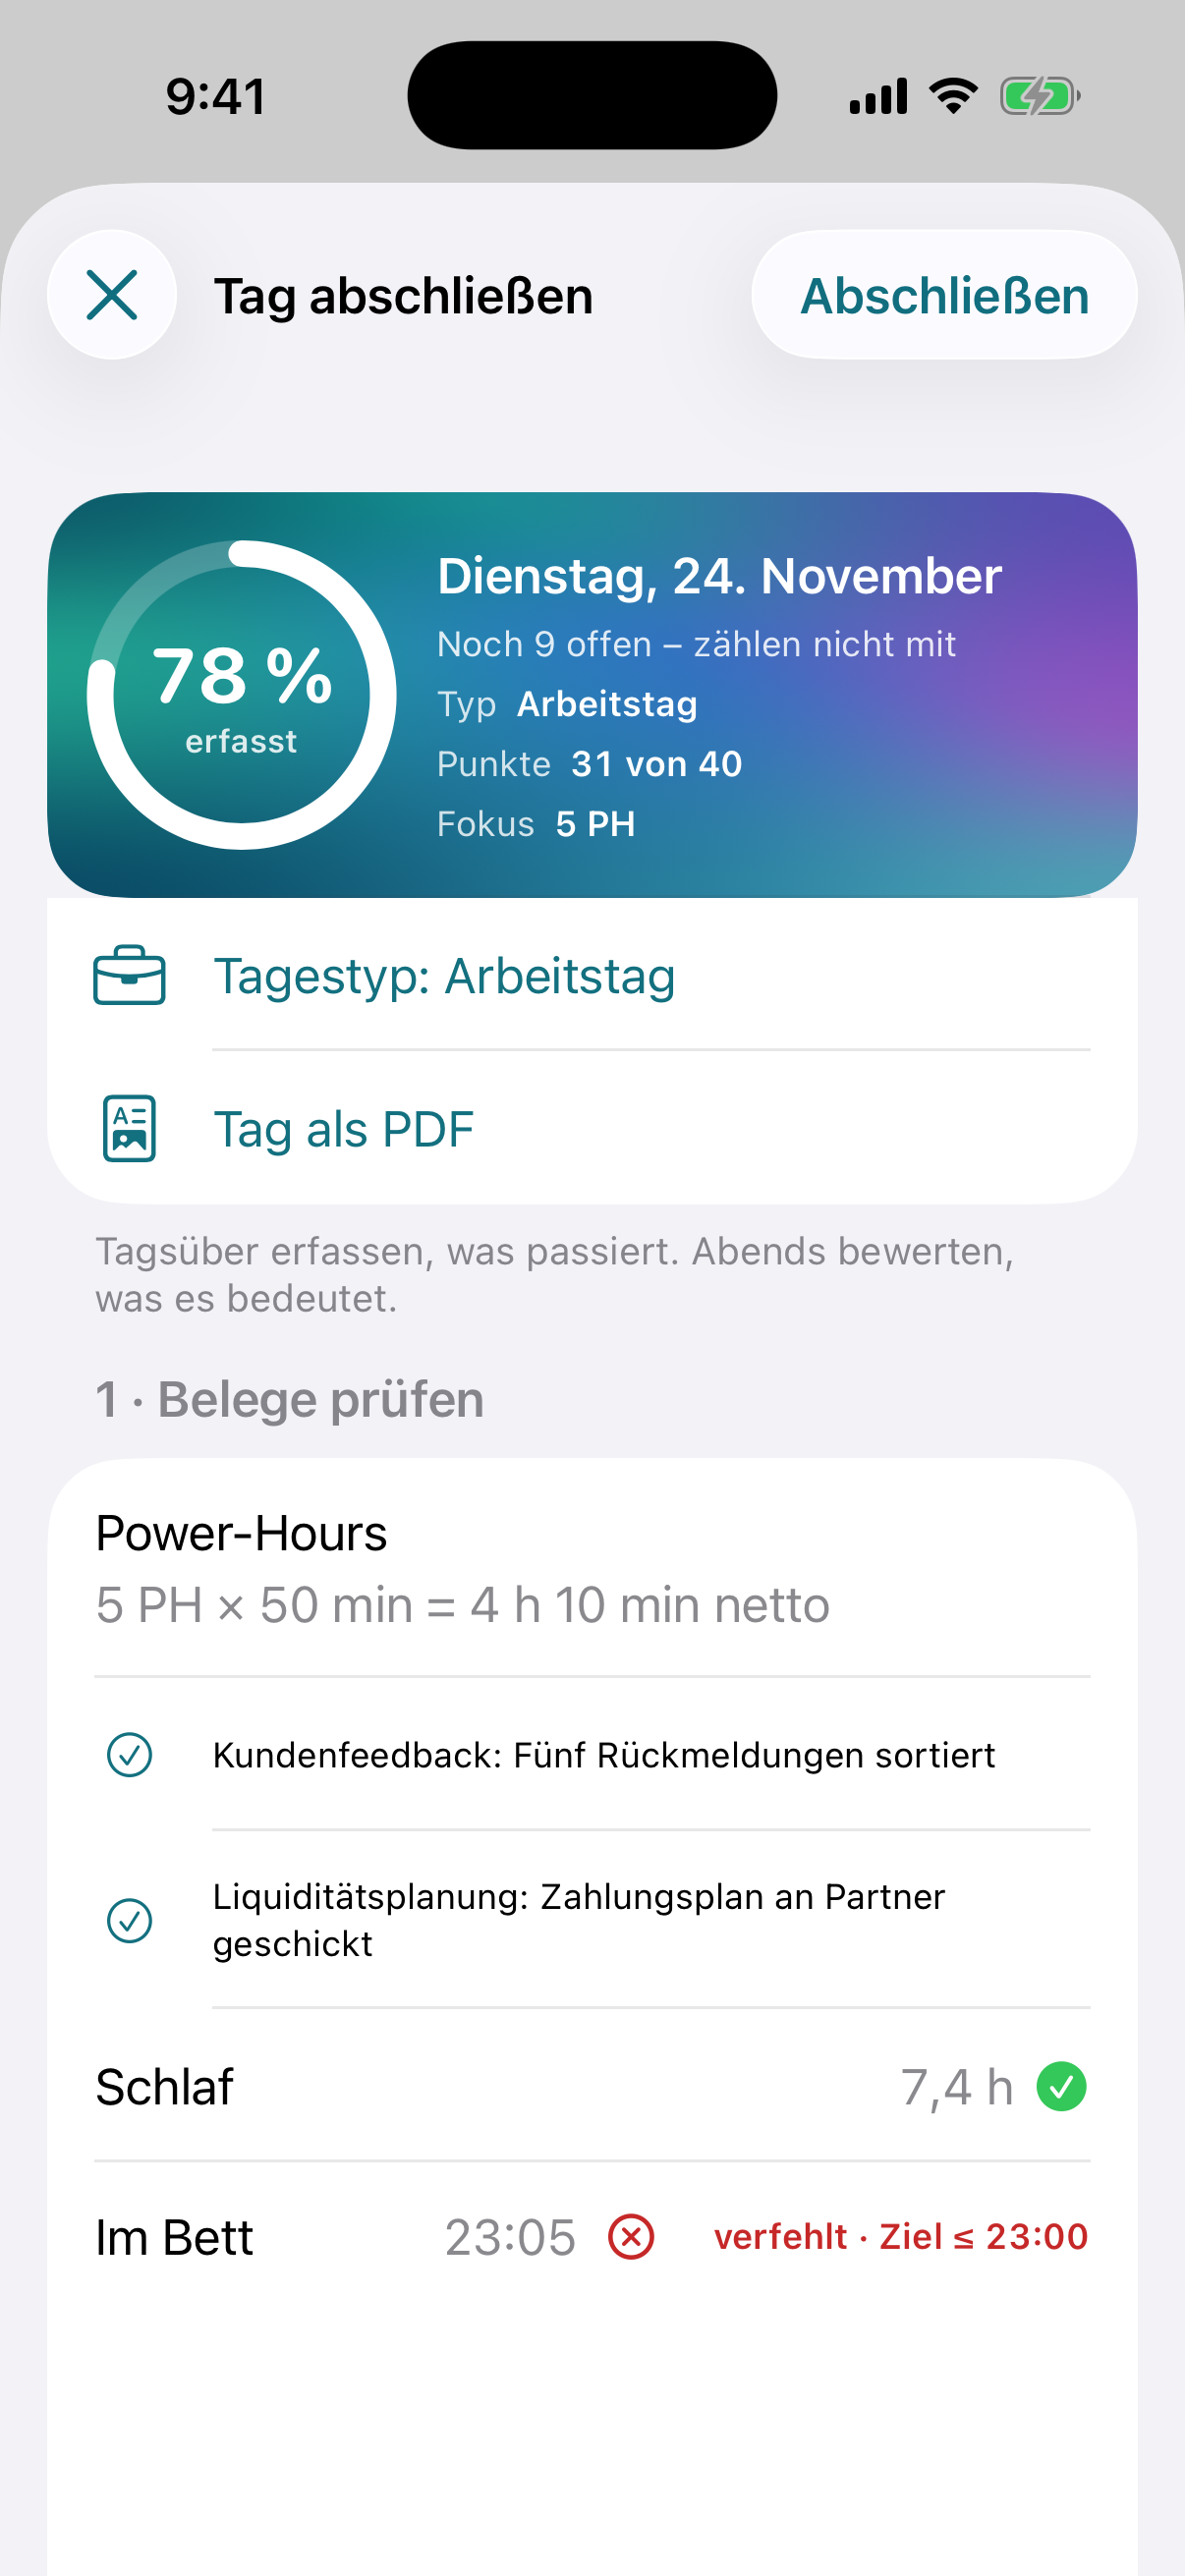 9:41
Tag abschließen
Abschließen
78 %
erfasst
Dienstag, 24. November
Noch 9 offen – zählen nicht mit
Typ Arbeitstag
Punkte 31 von 40
Fokus 5 PH
Tagestyp: Arbeitstag
Tag als PDF
Tagsüber erfassen, was passiert. Abends bewerten,
was es bedeutet.
1 · Belege prüfen
Power-Hours
5 PH × 50 min = 4 h 10 min netto
Kundenfeedback: Fünf Rückmeldungen sortiert
Liquiditätsplanung: Zahlungsplan an Partner
geschickt
Schlaf 7,4 h
Im Bett 23:05 verfehlt · Ziel ≤ 23:00